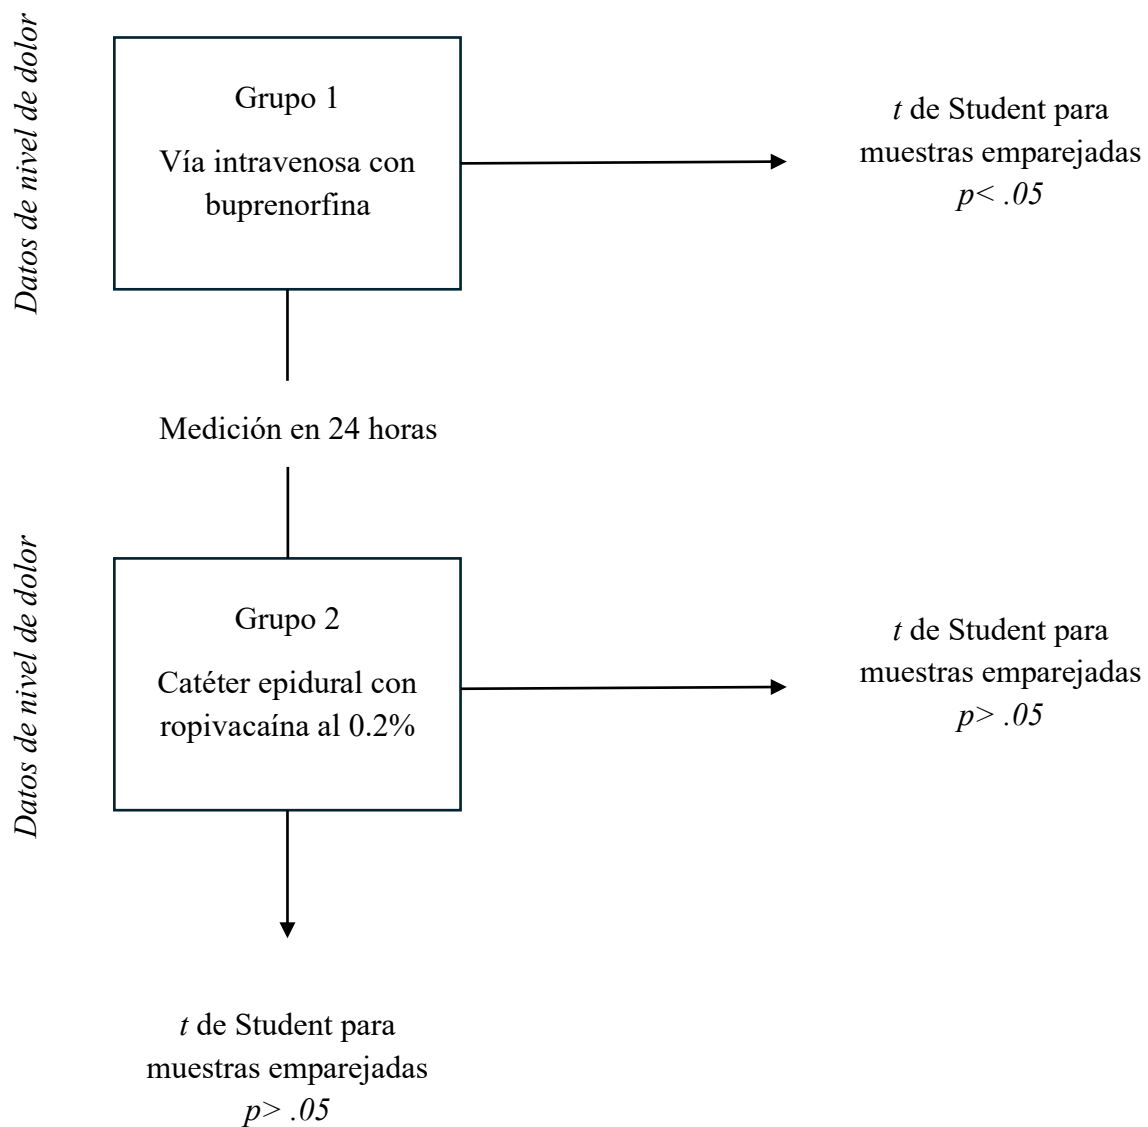 Datos de nivel de dolor
Grupo 1
Vía intravenosa con
buprenorfina
t de Student para
muestras emparejadas
p< .05
Medición en 24 horas
Datos de nivel de dolor
Grupo 2
Catéter epidural con
ropivacaína al 0.2%
t de Student para
muestras emparejadas
p> .05
t de Student para
muestras emparejadas
p> .05